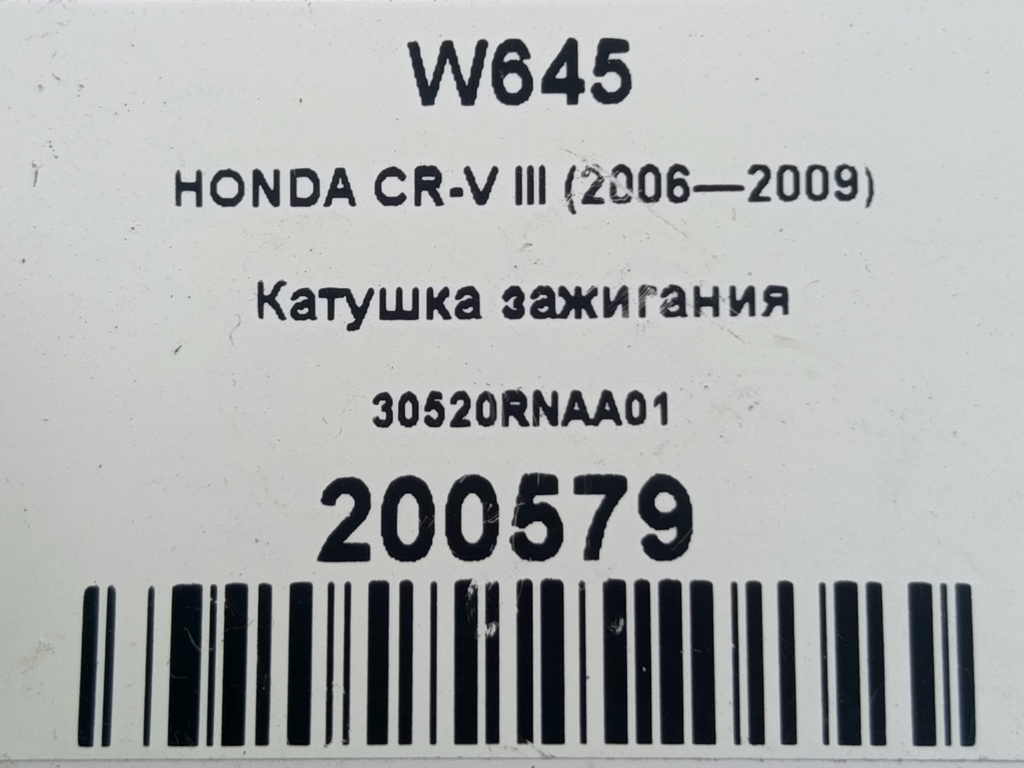 W645
HONDA CR-V III (2006—2009)
Катушка зажигания
30520RNAA01
200579